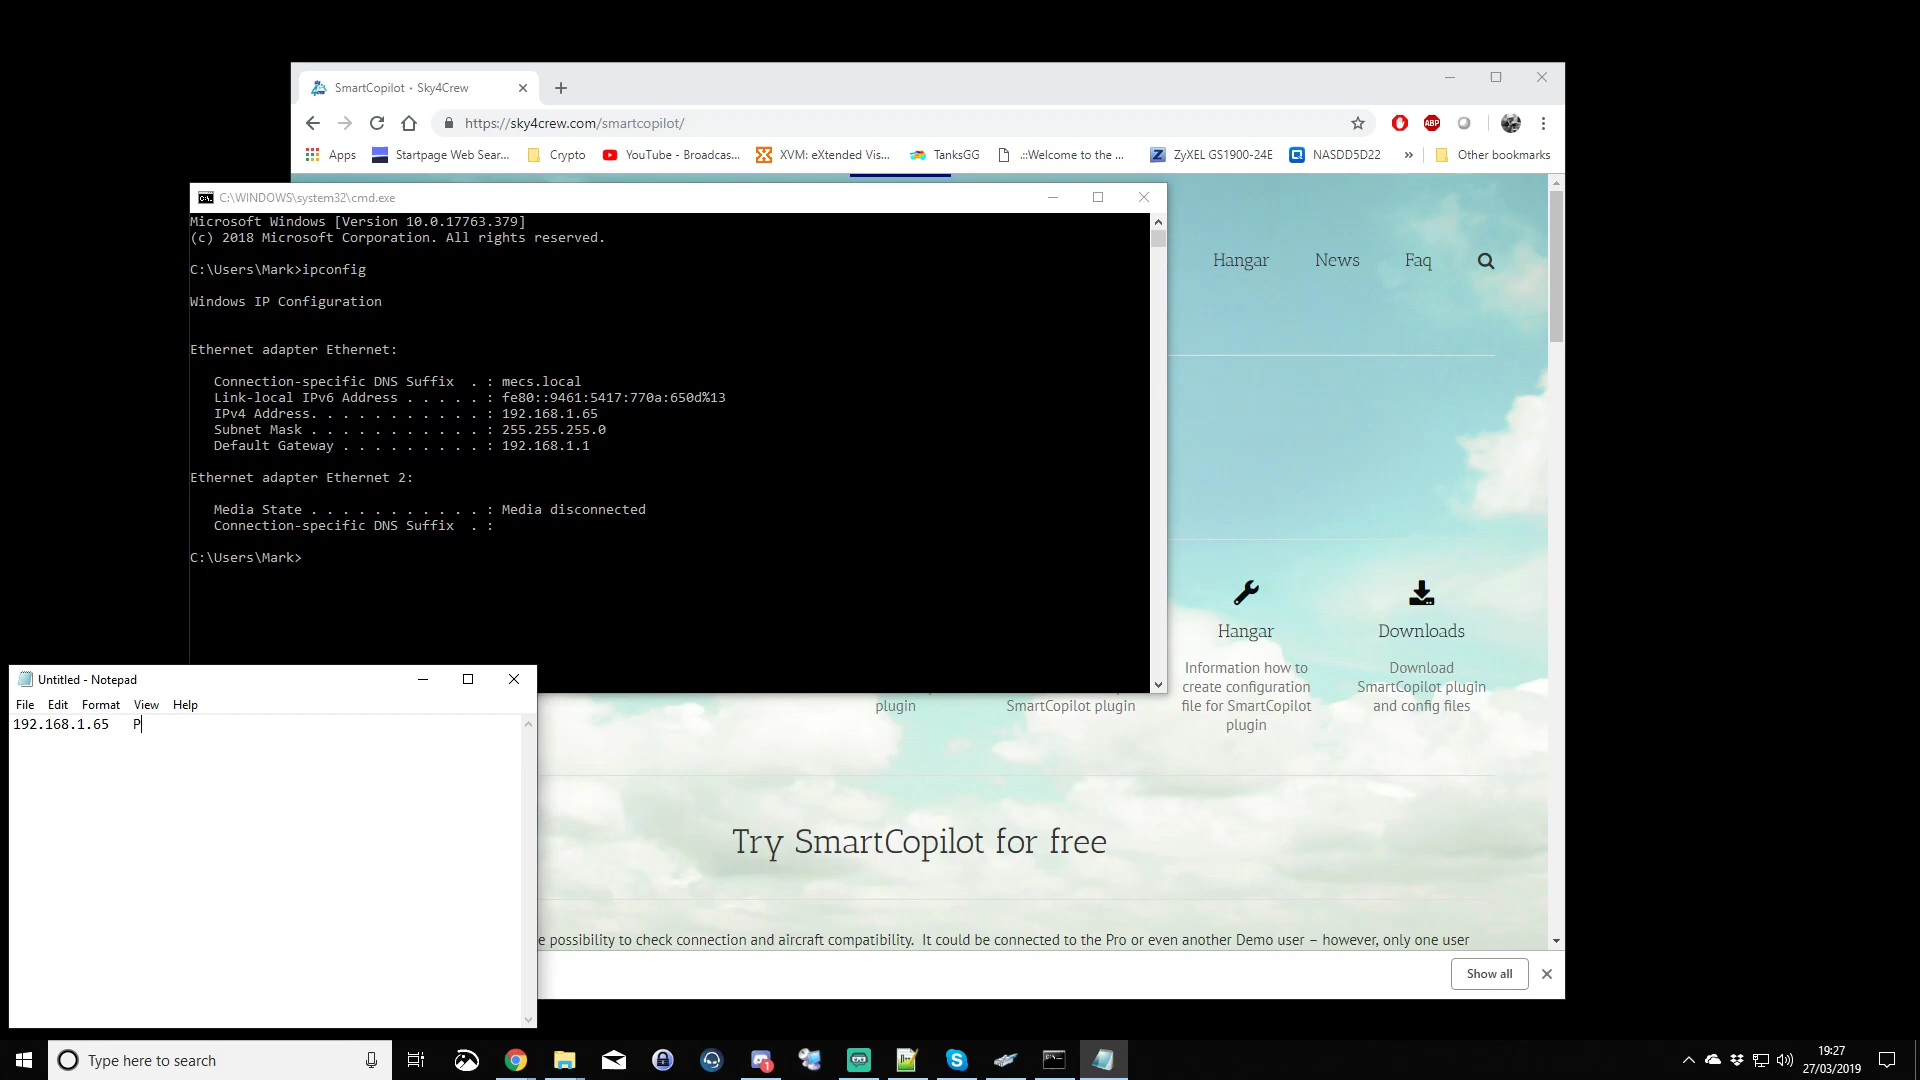 SmartCopilot • Sky4Crew
https://sky4crew.com/smartcopilot/
Apps
Startpage Web Sear...
Crypto
YouTube - Broadcas...
XVM: eXtended Vis...
TanksGG
.::Welcome to the ...
ZyXEL GS1900-24E
NASDD5D22
»
Other bookmarks
ABP
C:\WINDOWS\system32\cmd.exe
Microsoft Windows [Version 10.0.17763.379]
(c) 2018 Microsoft Corporation. All rights reserved.
C:\Users\Mark>ipconfig
Windows IP Configuration
Ethernet adapter Ethernet:
Connection-specific DNS Suffix  . : mecs.local
Link-local IPv6 Address . . . . . : fe80::9461:5417:770a:650d%13
IPv4 Address. . . . . . . . . . . : 192.168.1.65
Subnet Mask . . . . . . . . . . . : 255.255.255.0
Default Gateway . . . . . . . . . : 192.168.1.1
Ethernet adapter Ethernet 2:
Media State . . . . . . . . . . . : Media disconnected
Connection-specific DNS Suffix  . :
C:\Users\Mark>
Hangar
News
Faq
Hangar
Information how to
create configuration
file for SmartCopilot
plugin
Downloads
Download
SmartCopilot plugin
and config files
plugin
SmartCopilot plugin
Try SmartCopilot for free
e possibility to check connection and aircraft compatibility.  It could be connected to the Pro or even another Demo user – however, only one user
Show all
Untitled - Notepad
File Edit Format View Help
192.168.1.65   P
Type here to search
1
19:27
27/03/2019